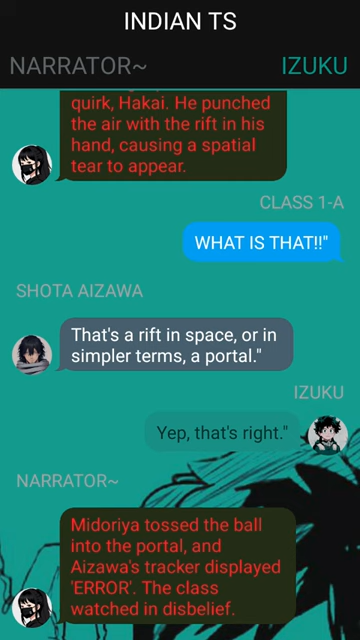 INDIAN TS
NARRATOR~ IZUKU
quirk, Hakai. He punched
the air with the rift in his
hand, causing a spatial
tear to appear.
CLASS 1-A
WHAT IS THAT!!"
SHOTA AIZAWA
That's a rift in space, or in
simpler terms, a portal."
IZUKU
Yep, that's right."
NARRATOR~
Midoriya tossed the ball
into the portal, and
Aizawa's tracker displayed
'ERROR'. The class
watched in disbelief.